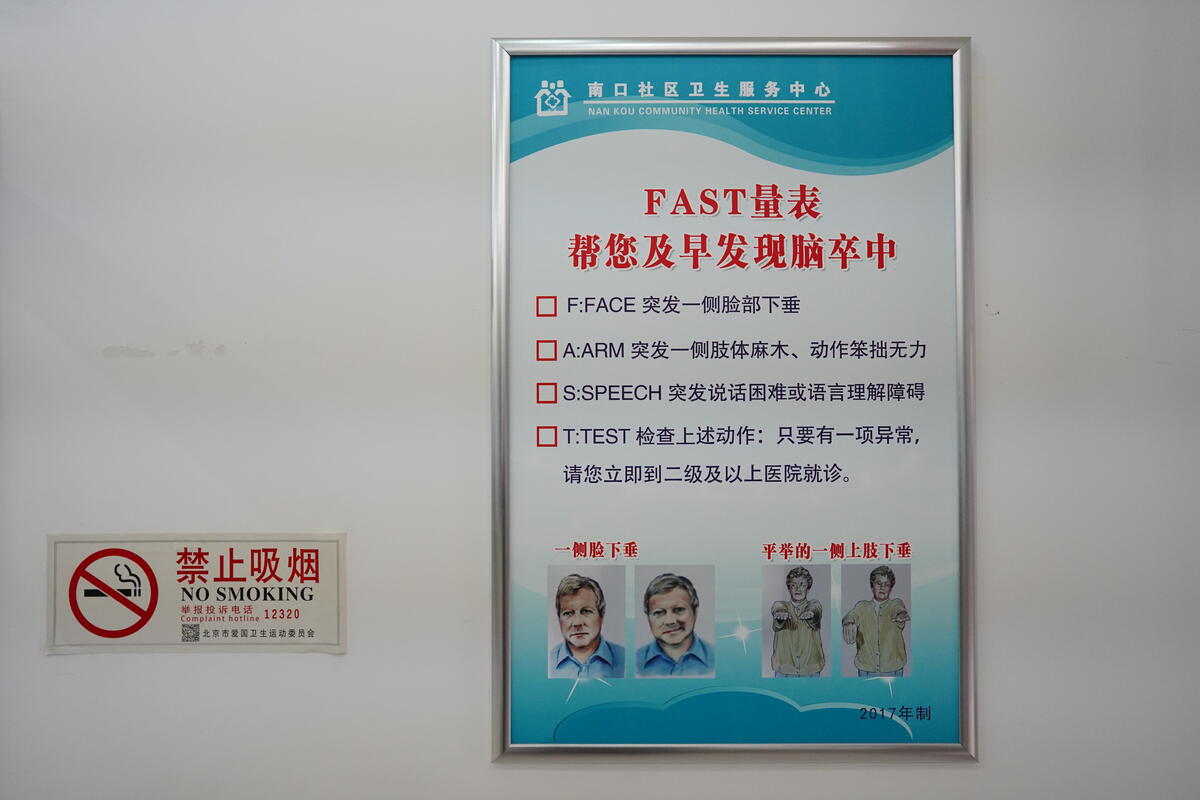 南口社区卫生服务中心
NAN KOU COMMUNITY HEALTH SERVICE CENTER
FAST量表
帮您及早发现脑卒中
F:FACE 突发一侧脸部下垂
A:ARM 突发一侧肢体麻木、动作笨拙无力
S:SPEECH 突发说话困难或语言理解障碍
T:TEST 检查上述动作：只要有一项异常，
请您立即到二级及以上医院就诊。
一侧脸下垂
平举的一侧上肢下垂
2017年制
禁止吸烟
NO SMOKING
举报投诉电话
Complaint hotline 12320
北京市爱国卫生运动委员会